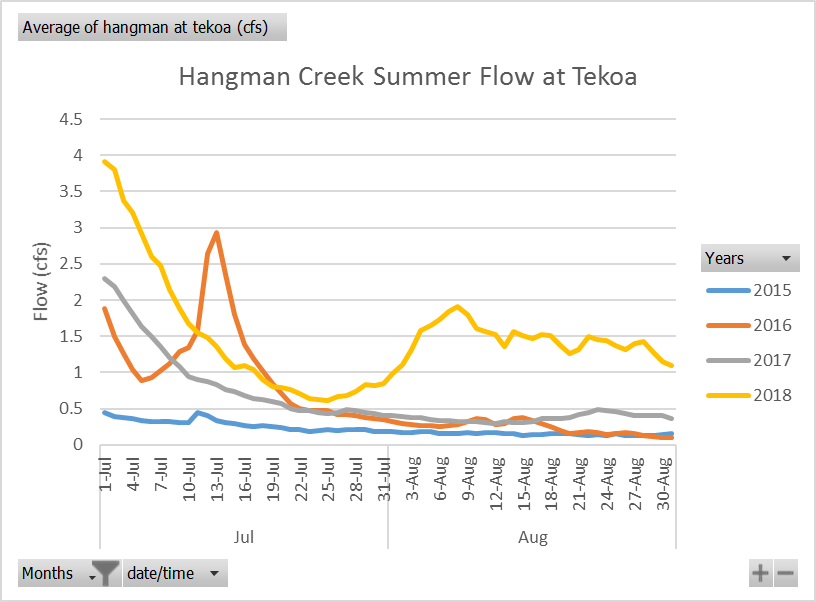 Average of hangman at tekoa (cfs)
Hangman Creek Summer Flow at Tekoa
4.5
4
3.5
3
2.5
2
1.5
1
0.5
0
Flow (cfs)
1-Jul
4-Jul
7-Jul
10-Jul
13-Jul
16-Jul
19-Jul
22-Jul
25-Jul
28-Jul
31-Jul
3-Aug
6-Aug
9-Aug
12-Aug
15-Aug
18-Aug
21-Aug
24-Aug
27-Aug
30-Aug
Jul
Aug
Years
2015
2016
2017
2018
Months
date/time